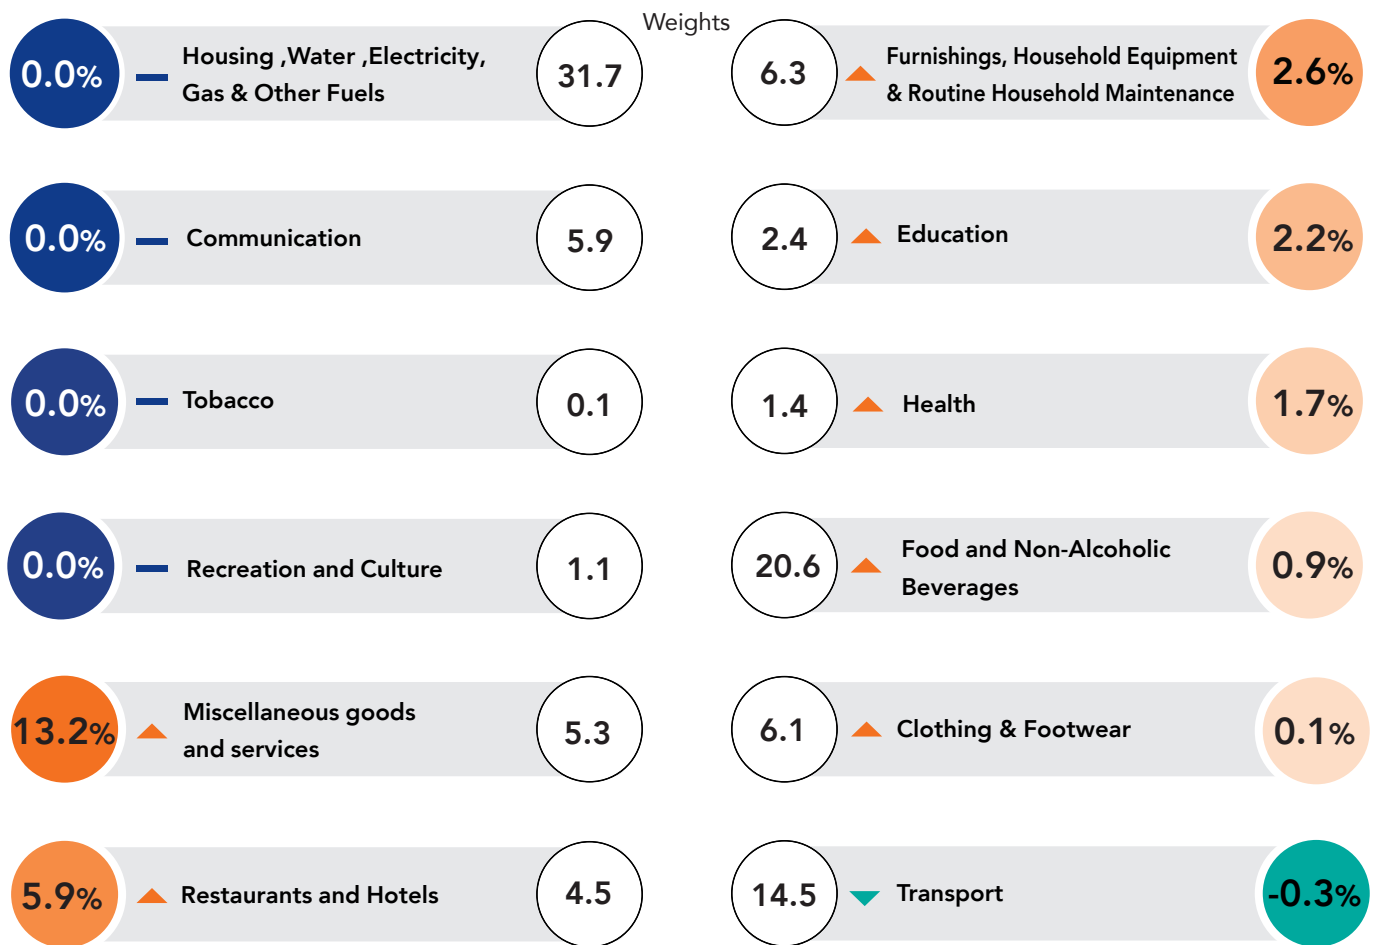 Weights
0.0%
Housing ,Water ,Electricity,
Gas & Other Fuels
31.7
0.0%
Communication
5.9
0.0%
Tobacco
0.1
0.0%
Recreation and Culture
1.1
13.2%
Miscellaneous goods
and services
5.3
5.9%
Restaurants and Hotels
4.5
6.3
Furnishings, Household Equipment
& Routine Household Maintenance
2.6%
2.4
Education
2.2%
1.4
Health
1.7%
20.6
Food and Non-Alcoholic
Beverages
0.9%
6.1
Clothing & Footwear
0.1%
14.5
Transport
-0.3%